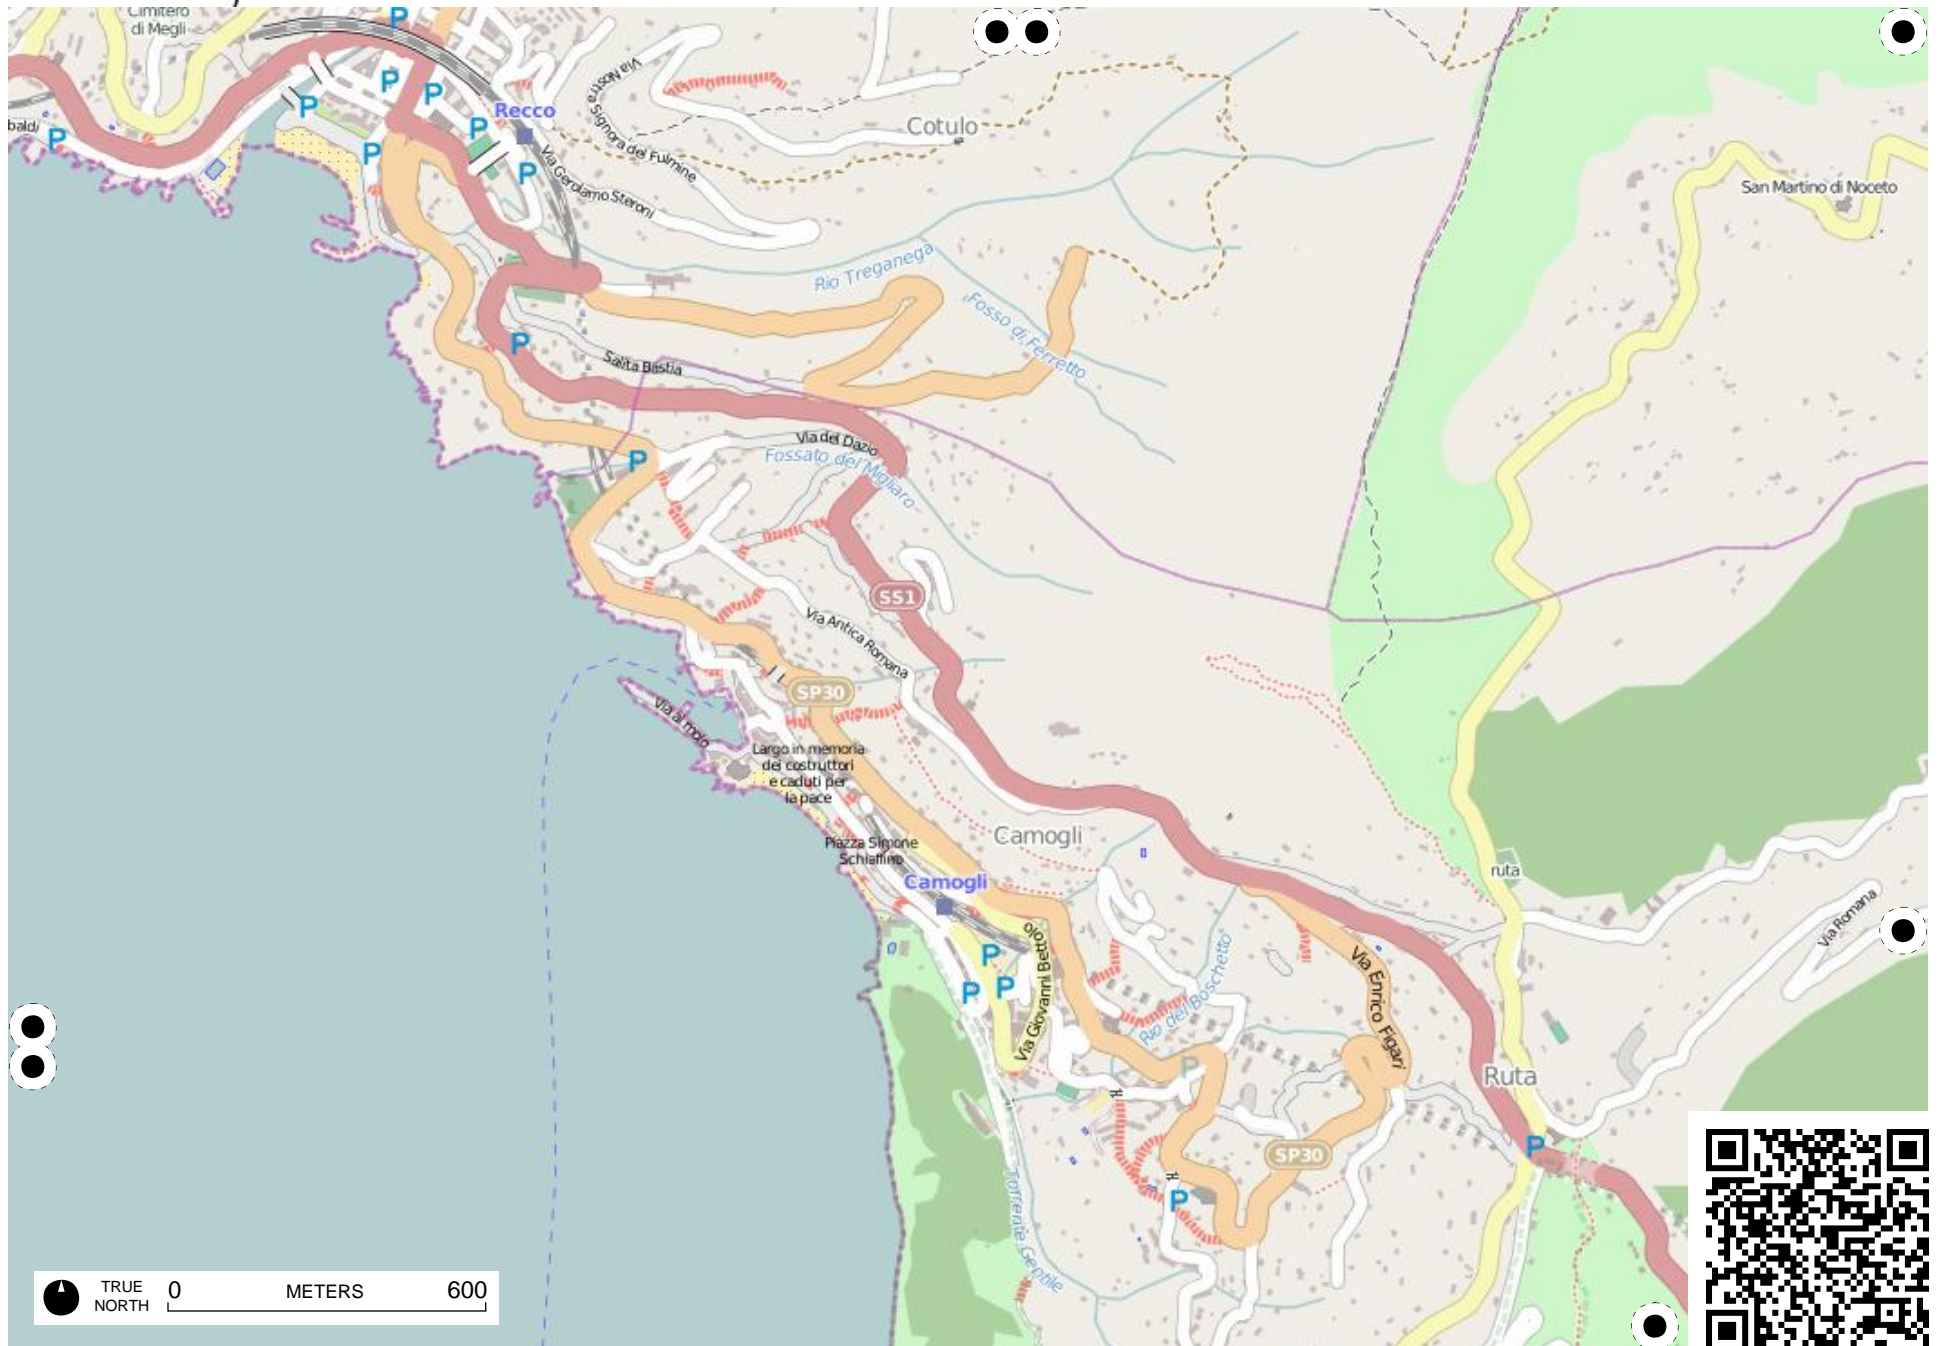 Cimitero
di Megli
P
P
P
P
P
baldi
P
P
P
Recco
Via Nostra Signora del Fulmine
Via Gerolamo Steroni
Cotulo
San Martino di Noceto
Rio Treganega
Fosso di Ferretto
P
Salita Bastia
Via del Dazio
P
Fossato del Migliaro
SS1
Via Antica Romana
SP30
Via al molo
Largo in memoria
dei costruttori
e caduti per
la pace
Camogli
Piazza Simone
Schiaffino
Camogli
ruta
Via Romana
P
P
P
Via Giovanni Bettolo
Rio del Boschetto
Via Enrico Figari
P
Ruta
P
SP30
P
Torrente Gentile
TRUE
NORTH
0 METERS 600